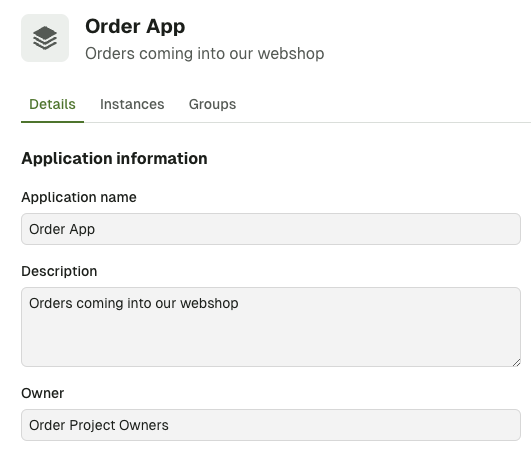 Order App
Orders coming into our webshop
Details Instances Groups
Application information
Application name
Order App
Description
Orders coming into our webshop
Owner
Order Project Owners